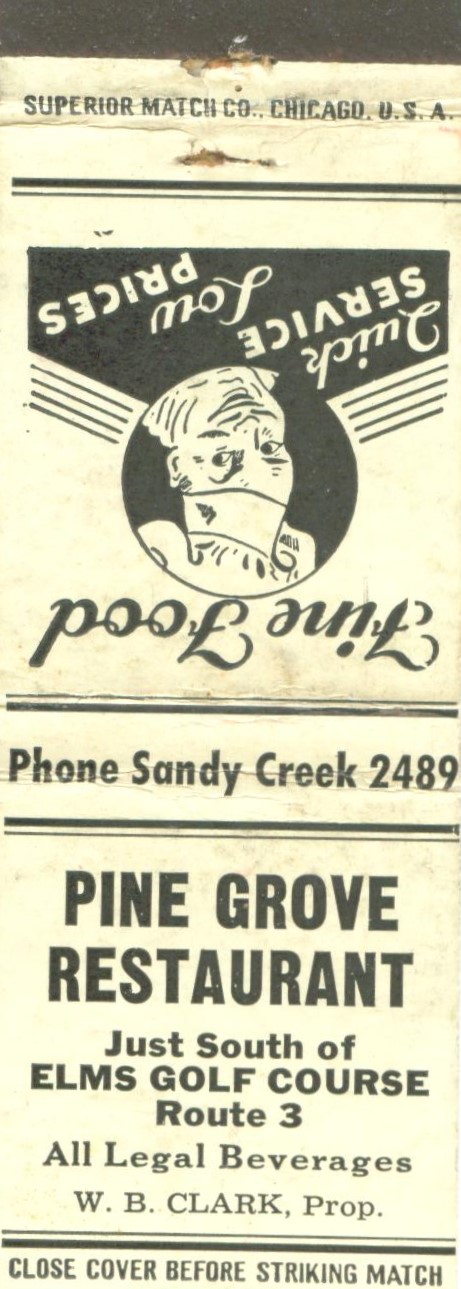 SUPERIOR MATCH CO., CHICAGO, U. S. A.
Fine Food
Quick
SERVICE
Low
PRICES
Phone Sandy Creek 2489
PINE GROVE
RESTAURANT
Just South of
ELMS GOLF COURSE
Route 3
All Legal Beverages
W. B. CLARK, Prop.
CLOSE COVER BEFORE STRIKING MATCH